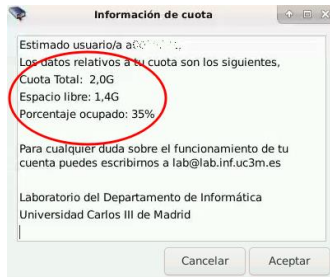 Información de cuota
Estimado usuario/a
Los datos relativos a tu cuota son los siguientes,
Cuota Total: 2,0G
Espacio libre: 1,4G
Porcentaje ocupado: 35%
Para cualquier duda sobre el funcionamiento de tu
cuenta puedes escribirnos a lab@lab.inf.uc3m.es
Laboratorio del Departamento de Informática
Universidad Carlos III de Madrid
Cancelar
Aceptar